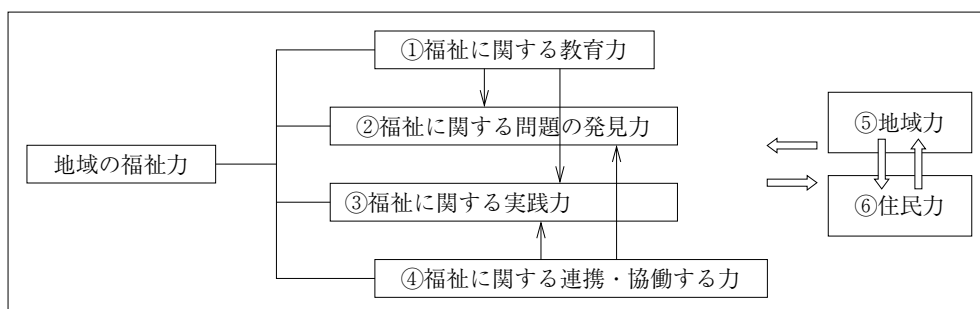 ①福祉に関する教育力
②福祉に関する問題の発見力
⑤地域力
地域の福祉力
③福祉に関する実践力
⑥住民力
④福祉に関する連携・協働する力